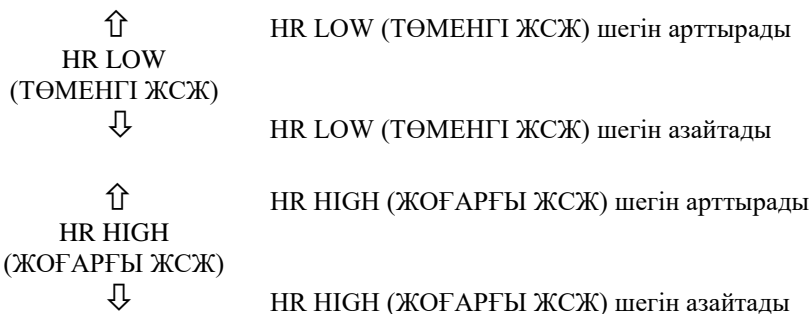 ⇧ HR LOW (ТӨМЕНГІ ЖСЖ) шегін арттырады
HR LOW
(ТӨМЕНГІ ЖСЖ)
⇩ HR LOW (ТӨМЕНГІ ЖСЖ) шегін азайтады
⇧ HR HIGH (ЖОҒАРҒЫ ЖСЖ) шегін арттырады
HR HIGH
(ЖОҒАРҒЫ ЖСЖ)
⇩ HR HIGH (ЖОҒАРҒЫ ЖСЖ) шегін азайтады